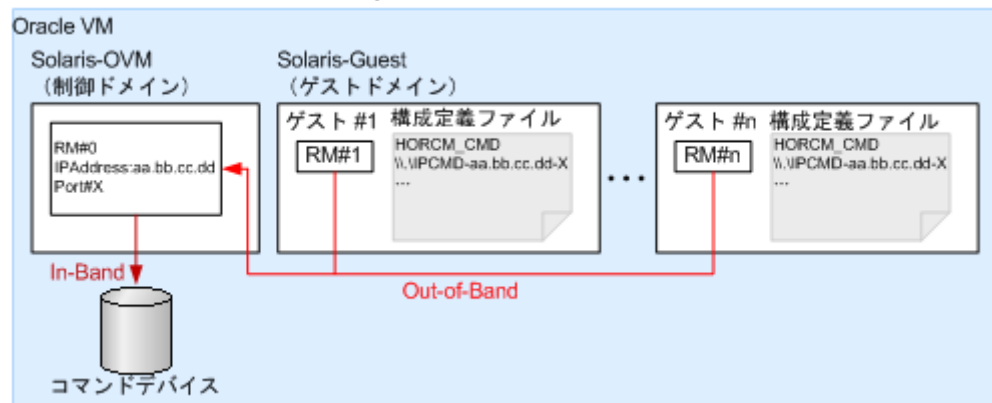 Oracle VM
Solaris-OVM
（制御ドメイン）
RM#0
IPAddress:aa.bb.cc.dd
Port#X
In-Band
コマンドデバイス
Solaris-Guest
（ゲストドメイン）
ゲスト #1 構成定義ファイル
RM#1
HORCM_CMD
\\.\IPCMD-aa.bb.cc.dd-X
...
...
ゲスト #n 構成定義ファイル
RM#n
HORCM_CMD
\\.\IPCMD-aa.bb.cc.dd-X
...
Out-of-Band